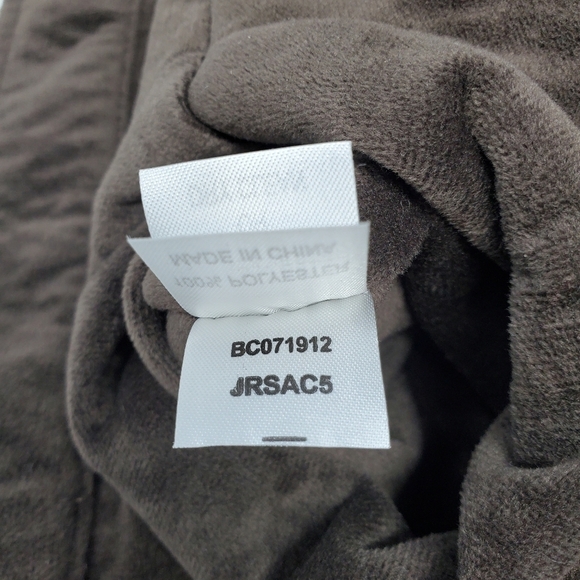 MADE IN CHINA
100% POLYESTER
BC071912
JRSAC5